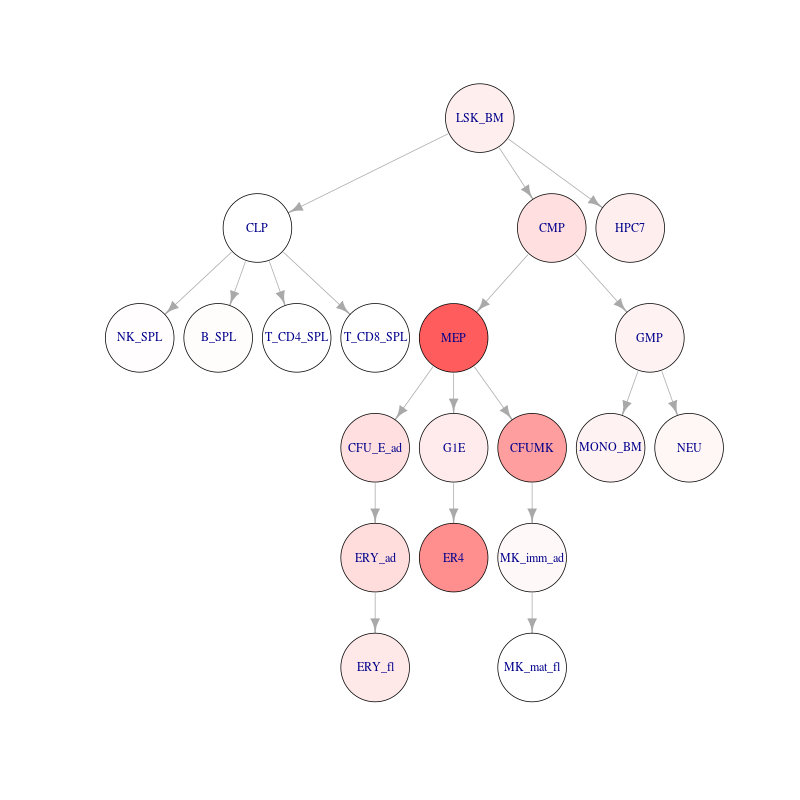 LSK_BM
CLP
CMP
HPC7
NK_SPL
B_SPL
T_CD4_SPL
T_CD8_SPL
MEP
GMP
CFU_E_ad
G1E
CFUMK
MONO_BM
NEU
ERY_ad
ER4
MK_imm_ad
ERY_fl
MK_mat_fl